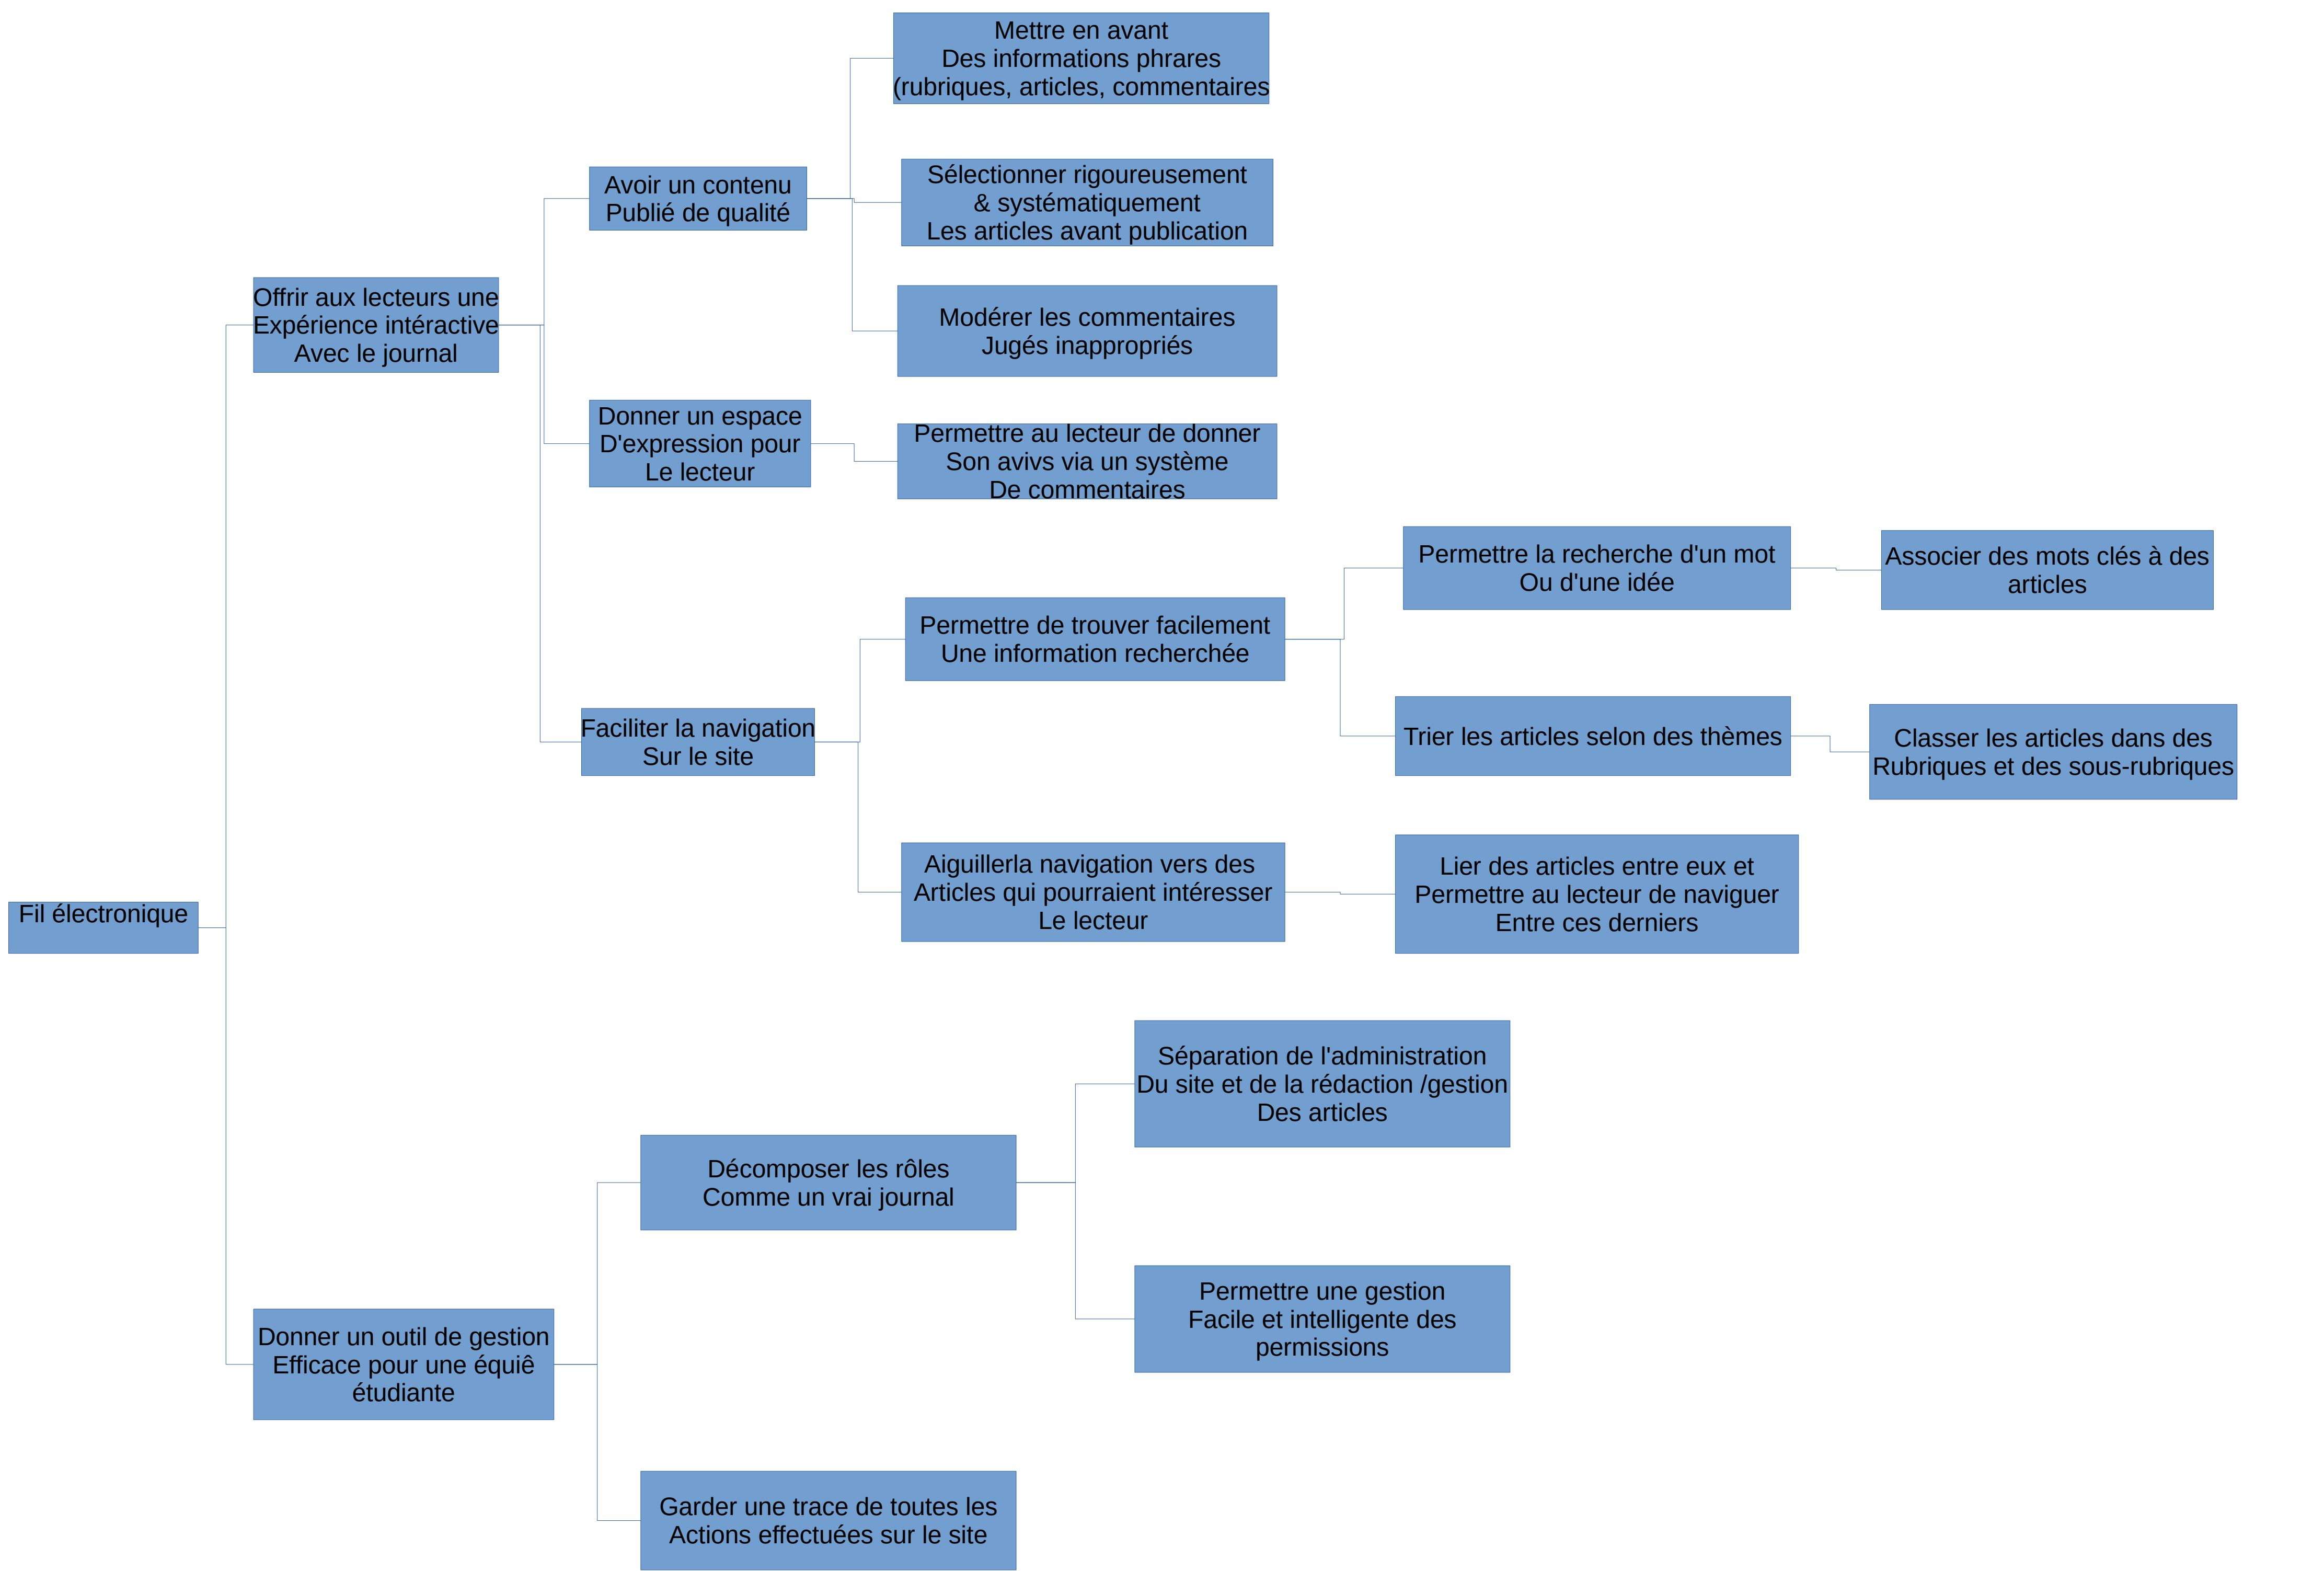 Mettre en avant
Des informations phrares
(rubriques, articles, commentaires
Avoir un contenu
Publié de qualité
Sélectionner rigoureusement
& systématiquement
Les articles avant publication
Offrir aux lecteurs une
Expérience intéractive
Avec le journal
Modérer les commentaires
Jugés inappropriés
Donner un espace
D'expression pour
Le lecteur
Permettre au lecteur de donner
Son avivs via un système
De commentaires
Permettre la recherche d'un mot
Ou d'une idée
Associer des mots clés à des
articles
Permettre de trouver facilement
Une information recherchée
Faciliter la navigation
Sur le site
Trier les articles selon des thèmes
Classer les articles dans des
Rubriques et des sous-rubriques
Aiguillerla navigation vers des
Articles qui pourraient intéresser
Le lecteur
Lier des articles entre eux et
Permettre au lecteur de naviguer
Entre ces derniers
Fil électronique
Séparation de l'administration
Du site et de la rédaction /gestion
Des articles
Décomposer les rôles
Comme un vrai journal
Permettre une gestion
Facile et intelligente des
permissions
Donner un outil de gestion
Efficace pour une équiê
étudiante
Garder une trace de toutes les
Actions effectuées sur le site